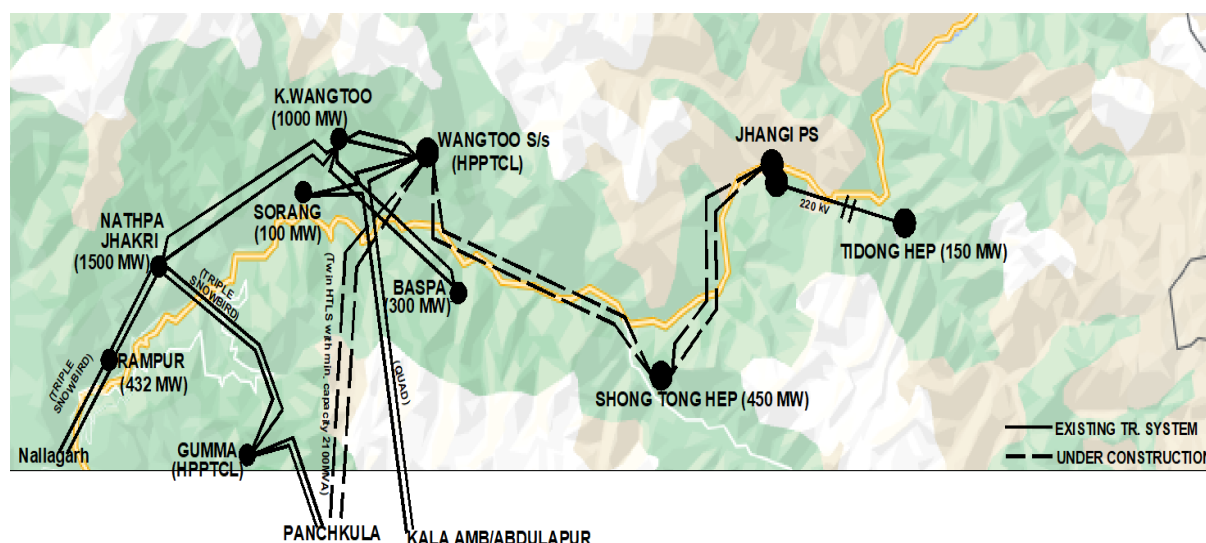 K.WANGTOO
(1000 MW)
WANGTOO S/s
(HPPTCL)
JHANGI PS
SORANG
(100 MW)
220 kV
NATHPA
JHAKRI
(1500 MW)
TIDONG HEP (150 MW)
(TRIPLE
SNOWBIRD)
BASPA
(300 MW)
(Twin HTLS with min. capacity 2100MVA)
(QUAD)
RAMPUR
(432 MW)
(TRIPLE
SNOWBIRD)
SHONG TONG HEP (450 MW)
Nallagarh
GUMMA
(HPPTCL)
EXISTING TR. SYSTEM
UNDER CONSTRUCTION
PANCHKULA
KALA AMB/ABDULAPUR